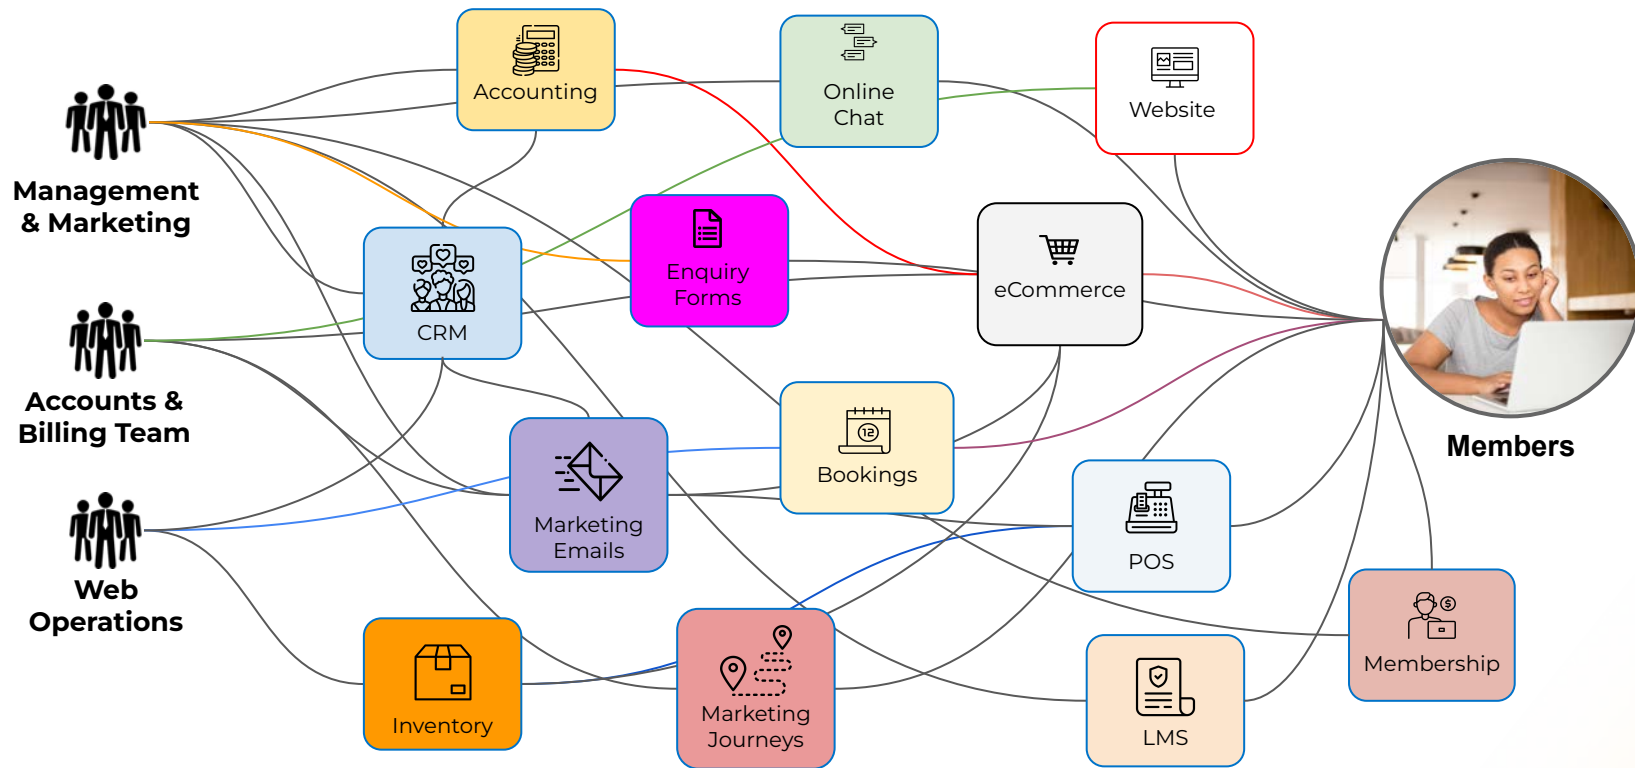 Accounting
Online
Chat
Website
Management
& Marketing
Enquiry
Forms
eCommerce
CRM
Accounts &
Billing Team
Members
12
Bookings
Marketing
Emails
POS
Web
Operations
$
Membership
Inventory
Marketing
Journeys
LMS